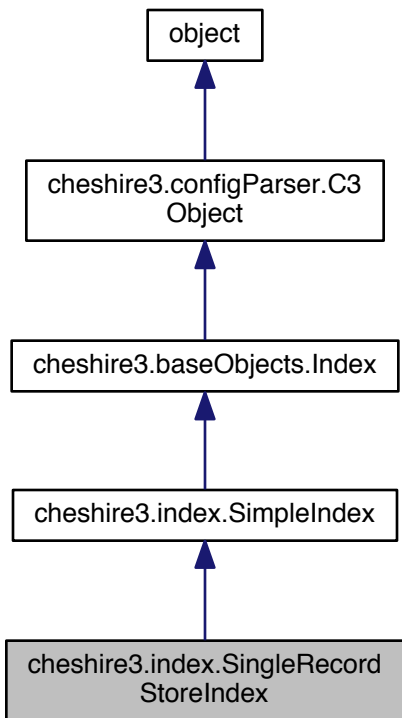 object
cheshire3.configParser.C3
Object
cheshire3.baseObjects.Index
cheshire3.index.SimpleIndex
cheshire3.index.SingleRecord
StoreIndex